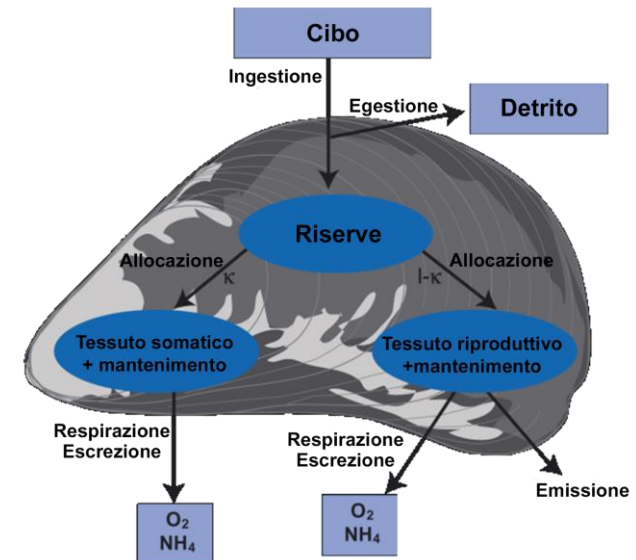 Cibo
Ingestione
Egestione
Detrito
Riserve
Allocazione
κ
Allocazione
I-κ
Tessuto somatico
+ mantenimento
Tessuto riproduttivo
+mantenimento
Respirazione
Escrezione
Respirazione
Escrezione
Emissione
O₂
NH₄
O₂
NH₄